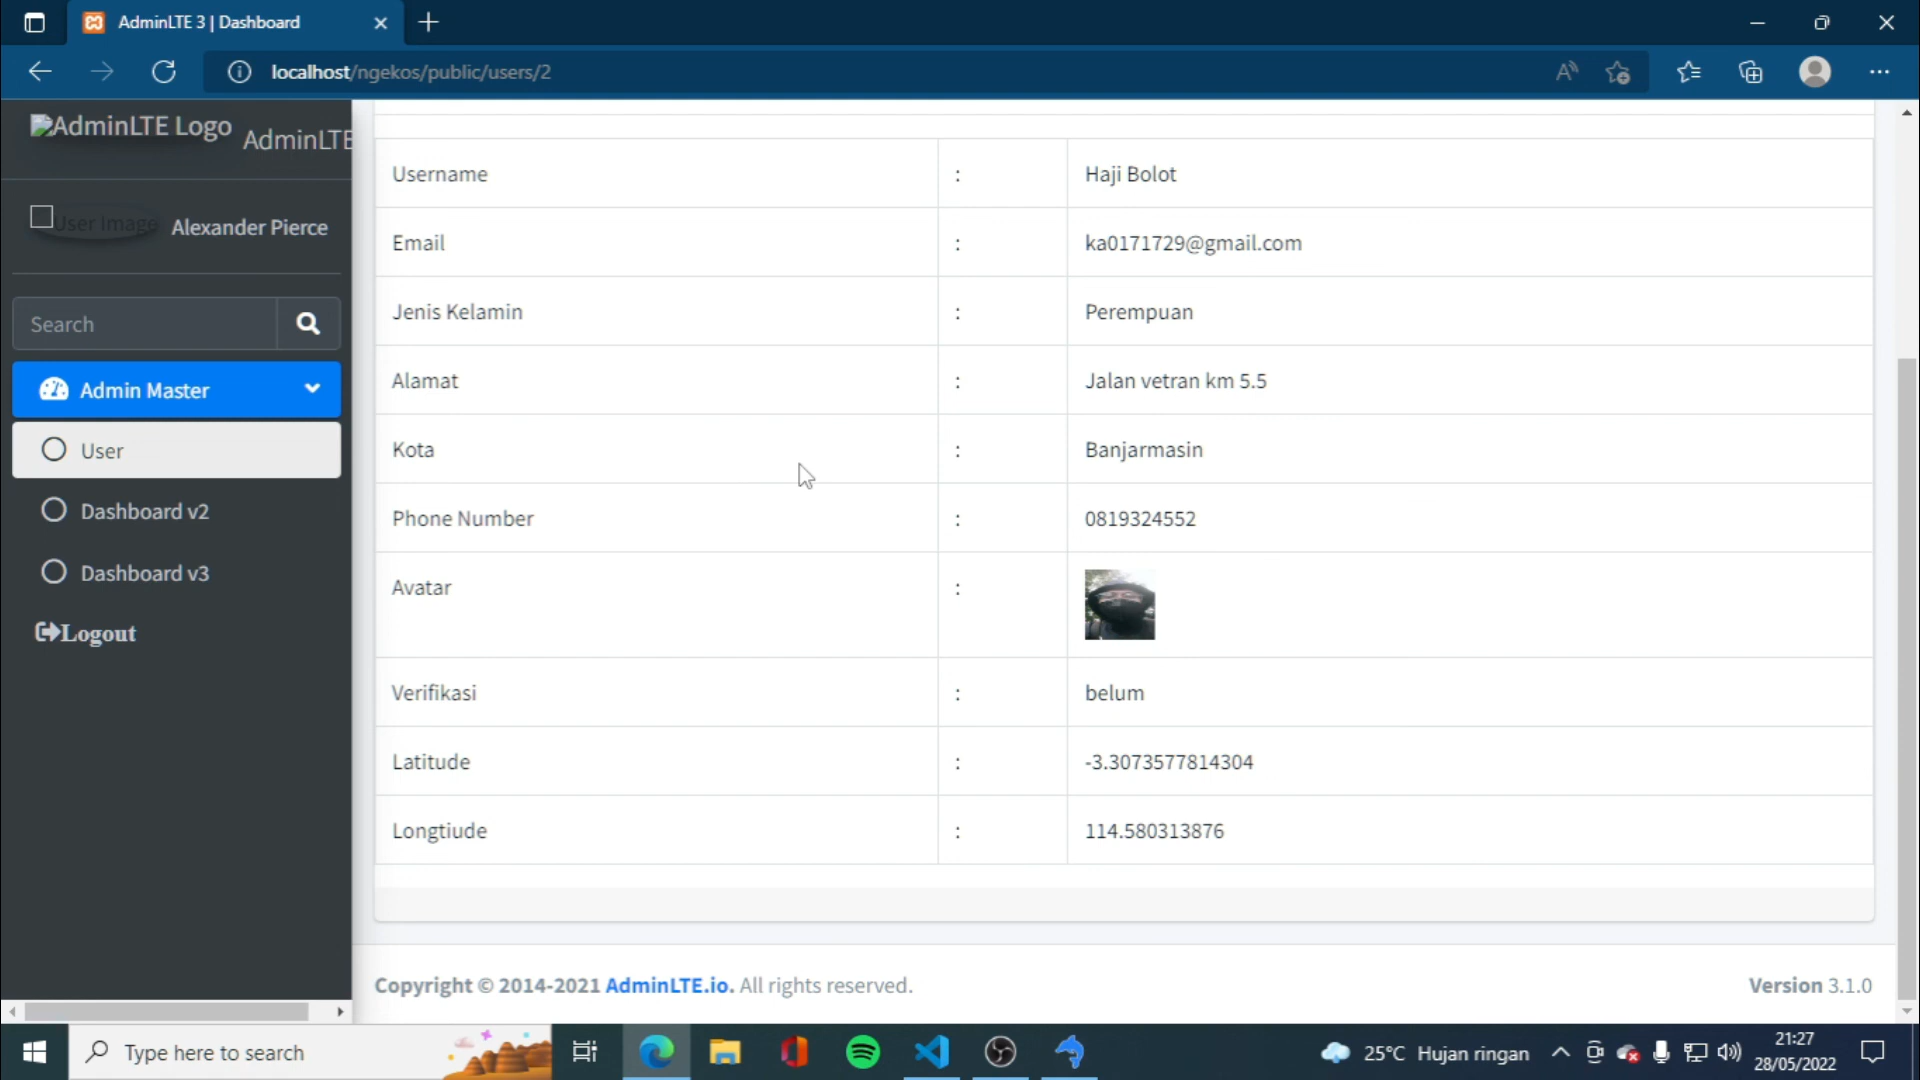 AdminLTE 3 | Dashboard
localhost/ngekos/public/users/2
AdminLTE Logo
AdminLTE
User Image
Alexander Pierce
Search
Admin Master
User
Dashboard v2
Dashboard v3
Logout
Username : Haji Bolot
Email : ka0171729@gmail.com
Jenis Kelamin : Perempuan
Alamat : Jalan vetran km 5.5
Kota : Banjarmasin
Phone Number : 0819324552
Avatar :
Verifikasi : belum
Latitude : -3.3073577814304
Longtiude : 114.580313876
Copyright © 2014-2021 AdminLTE.io. All rights reserved.
Version 3.1.0
Type here to search
25°C Hujan ringan
21:27
28/05/2022